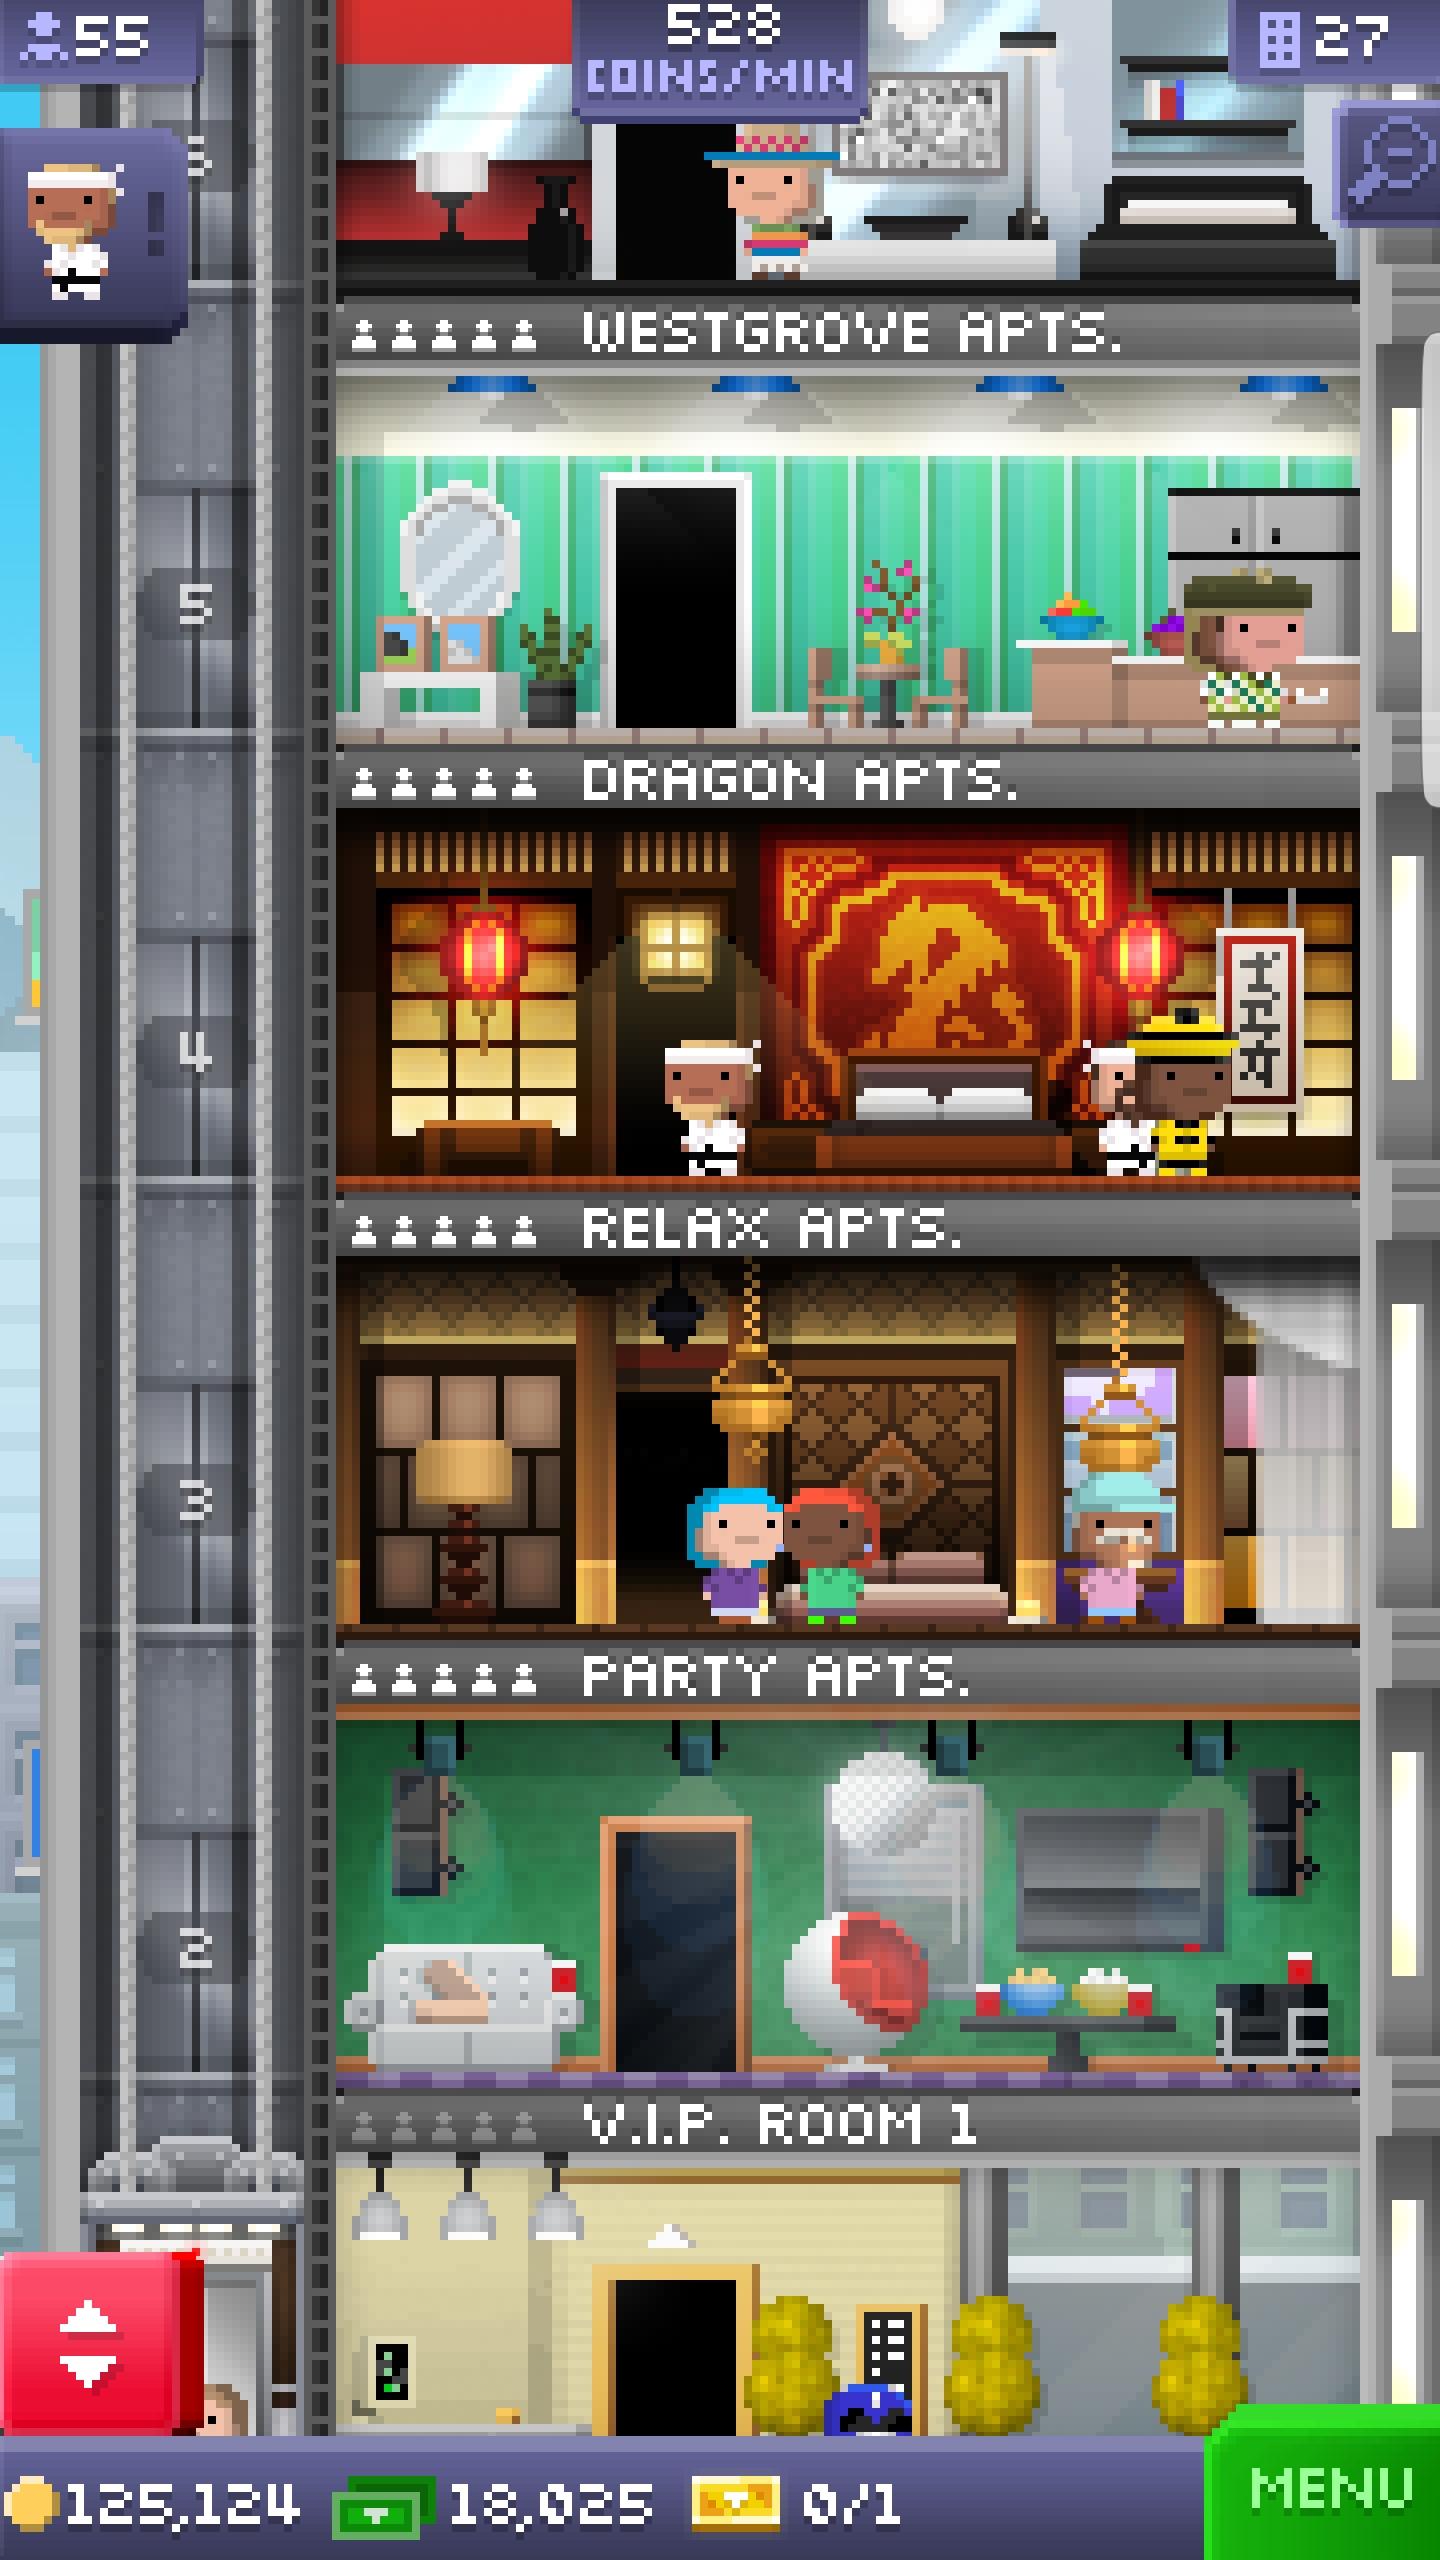 55
528
COINS/MIN
27
!
WESTGROVE APTS.
5
DRAGON APTS.
4
RELAX APTS.
3
PARTY APTS.
2
V.I.P. ROOM 1
125,124
18,025
0/1
MENU